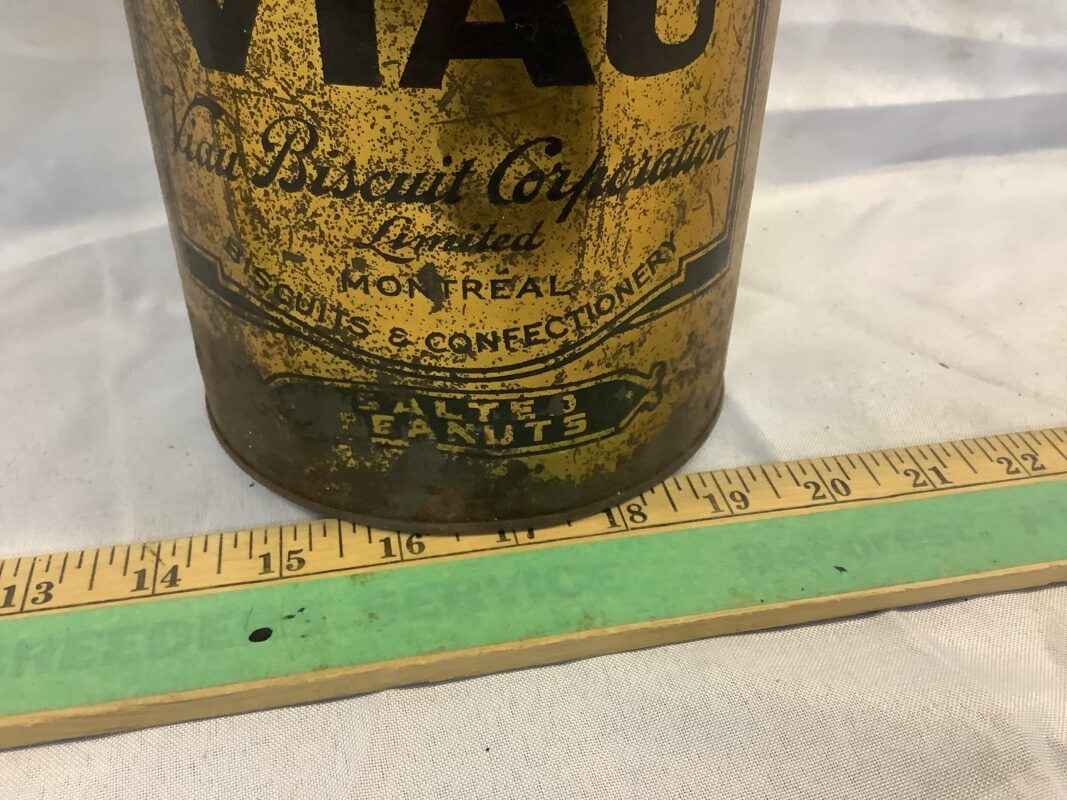 VIAU
Viau Biscuit Corporation
Limited
MONTREAL
BISCUITS & CONFECTIONERY
SALTED
PEANUTS
13 14 15 16 17 18 19 20 21 22